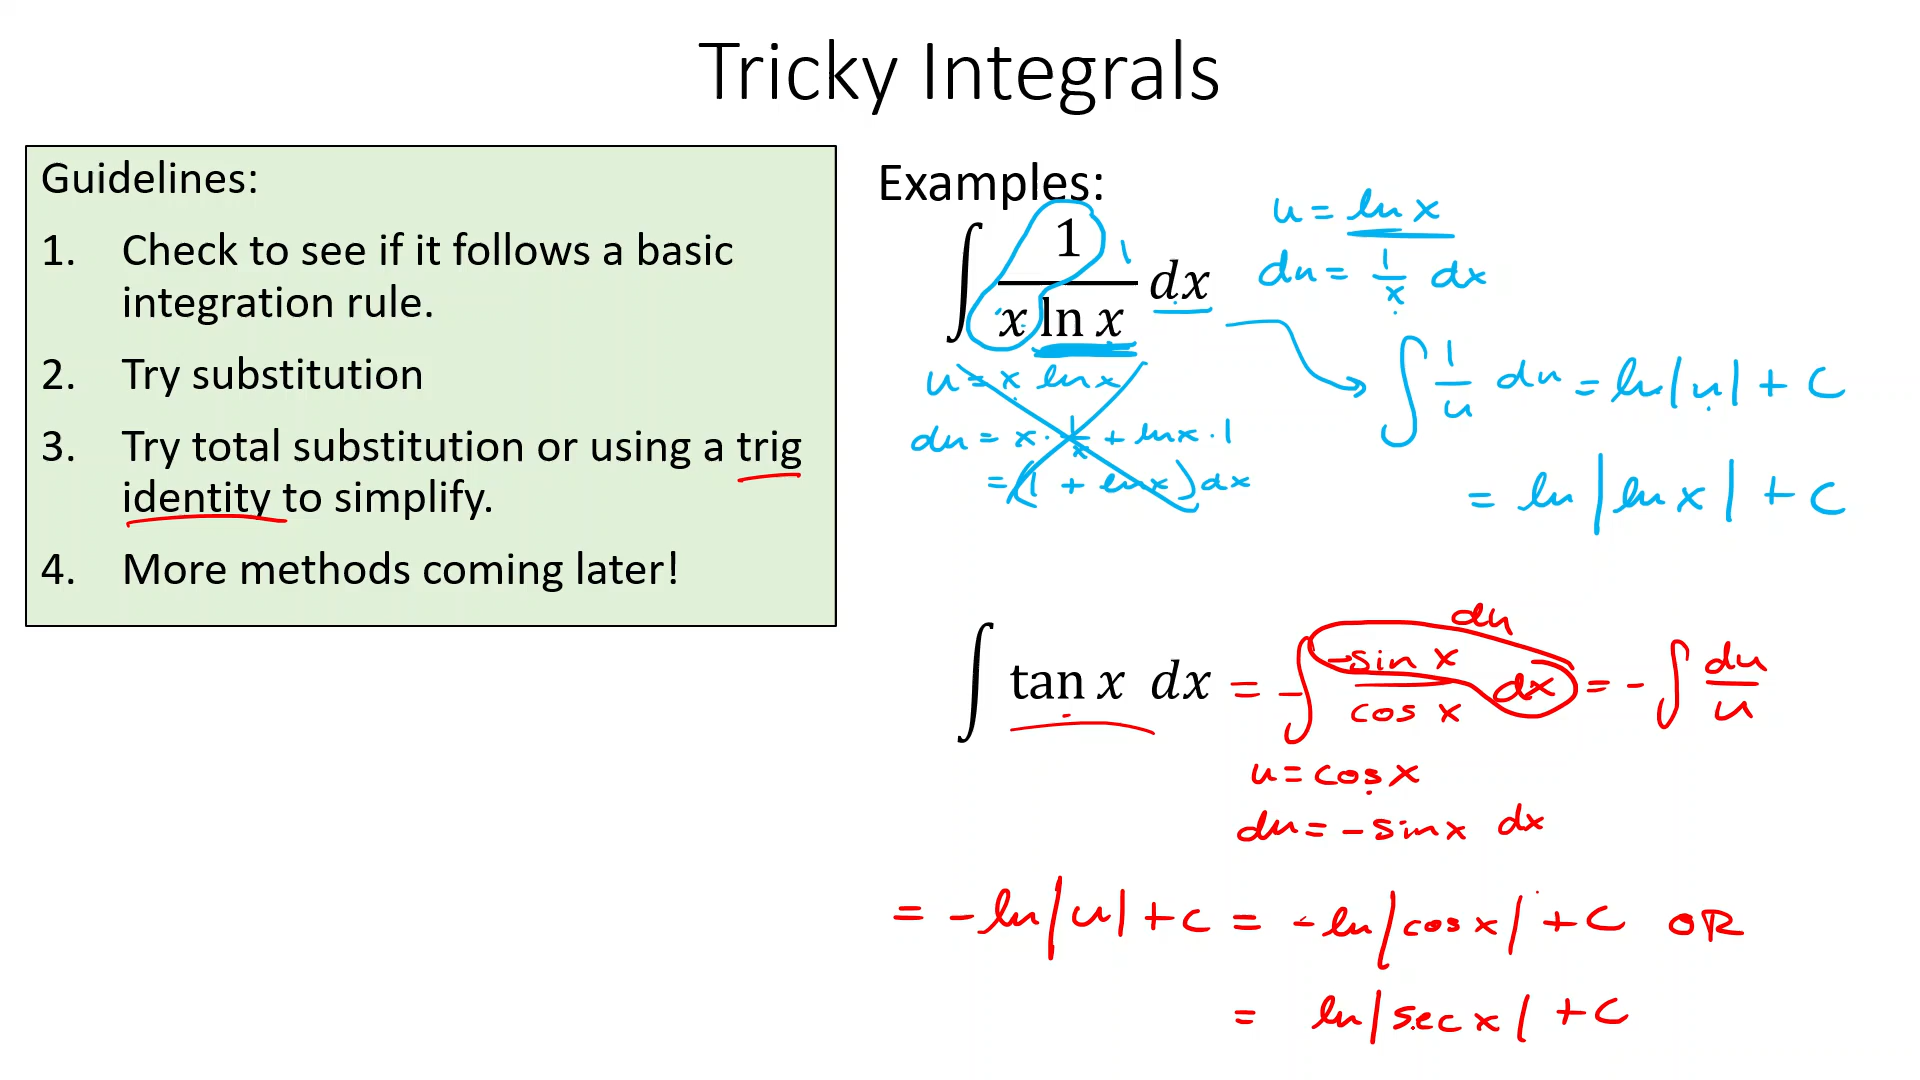 Tricky Integrals
Guidelines:
1. Check to see if it follows a basic
integration rule.
2. Try substitution
3. Try total substitution or using a trig
identity to simplify.
4. More methods coming later!
Examples:
∫ 1/(x ln x) dx
1
u = ln x
du = 1/x dx
u = x ln x
du = x · 1/x + ln x · 1
= (1 + ln x) dx
∫ 1/u du = ln|u| + C
= ln|ln x| + C
∫ tan x dx = -∫ -sin x/cos x dx = -∫ du/u
du
u = cos x
du = -sin x dx
= -ln|u| + C = -ln|cos x| + C OR
= ln|sec x| + C